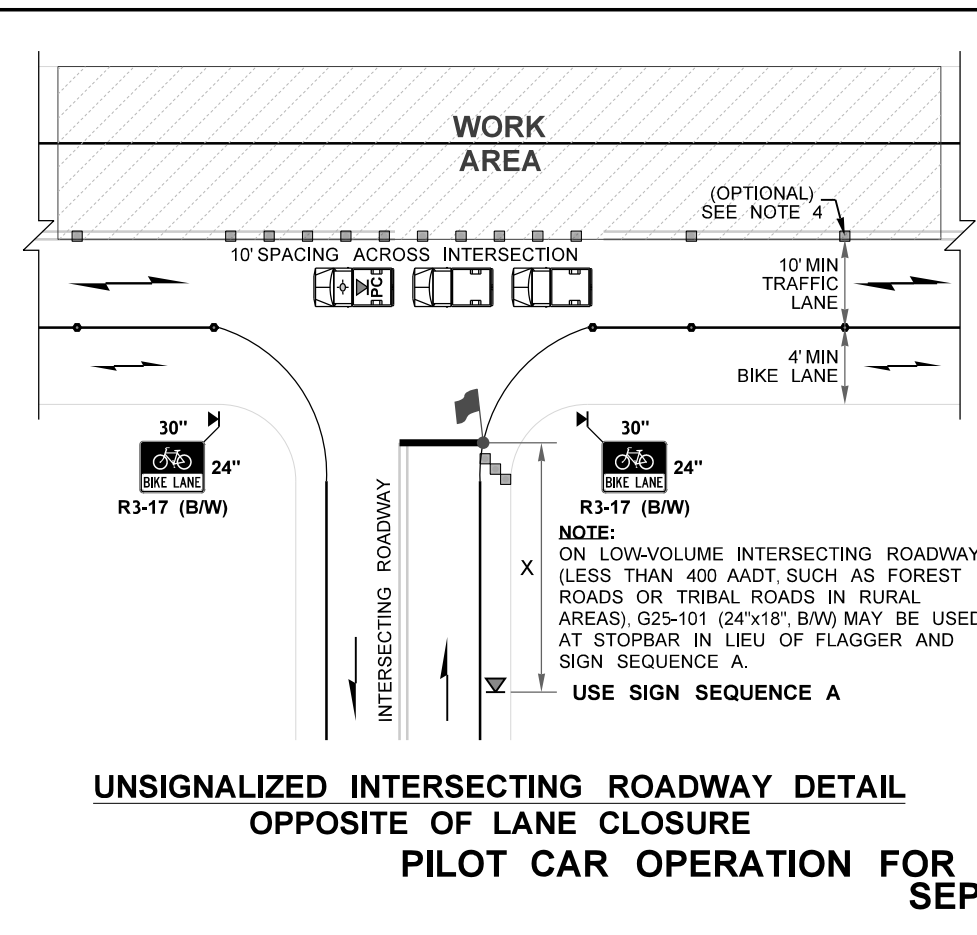 WORK
AREA
(OPTIONAL)
SEE NOTE 4
10' SPACING ACROSS INTERSECTION
PC
10' MIN
TRAFFIC
LANE
4' MIN
BIKE LANE
30"
24"
BIKE LANE
R3-17 (B/W)
30"
24"
BIKE LANE
R3-17 (B/W)
INTERSECTING ROADWAY
X
NOTE:
ON LOW-VOLUME INTERSECTING ROADWAY
(LESS THAN 400 AADT, SUCH AS FOREST
ROADS OR TRIBAL ROADS IN RURAL
AREAS), G25-101 (24"x18", B/W) MAY BE USED
AT STOPBAR IN LIEU OF FLAGGER AND
SIGN SEQUENCE A.
USE SIGN SEQUENCE A
UNSIGNALIZED INTERSECTING ROADWAY DETAIL
OPPOSITE OF LANE CLOSURE
PILOT CAR OPERATION FOR
SEP